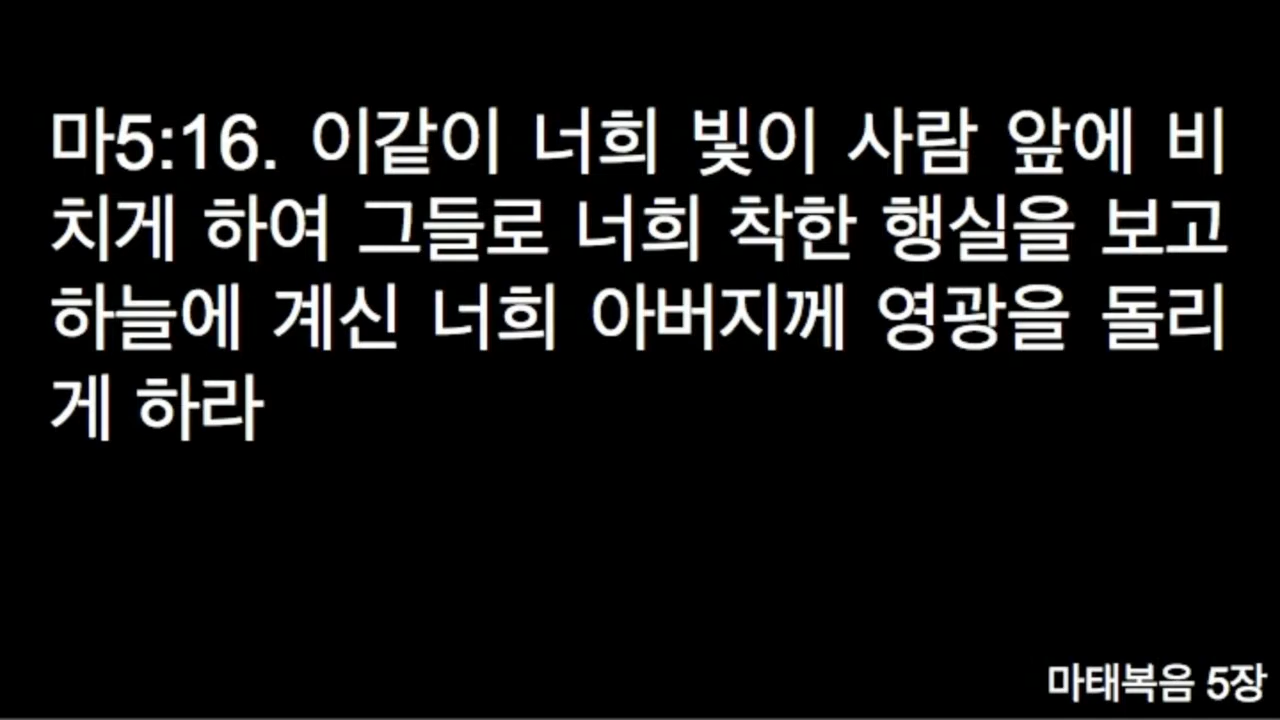 마5:16. 이같이 너희 빛이 사람 앞에 비
치게 하여 그들로 너희 착한 행실을 보고
하늘에 계신 너희 아버지께 영광을 돌리
게 하라
마태복음 5장